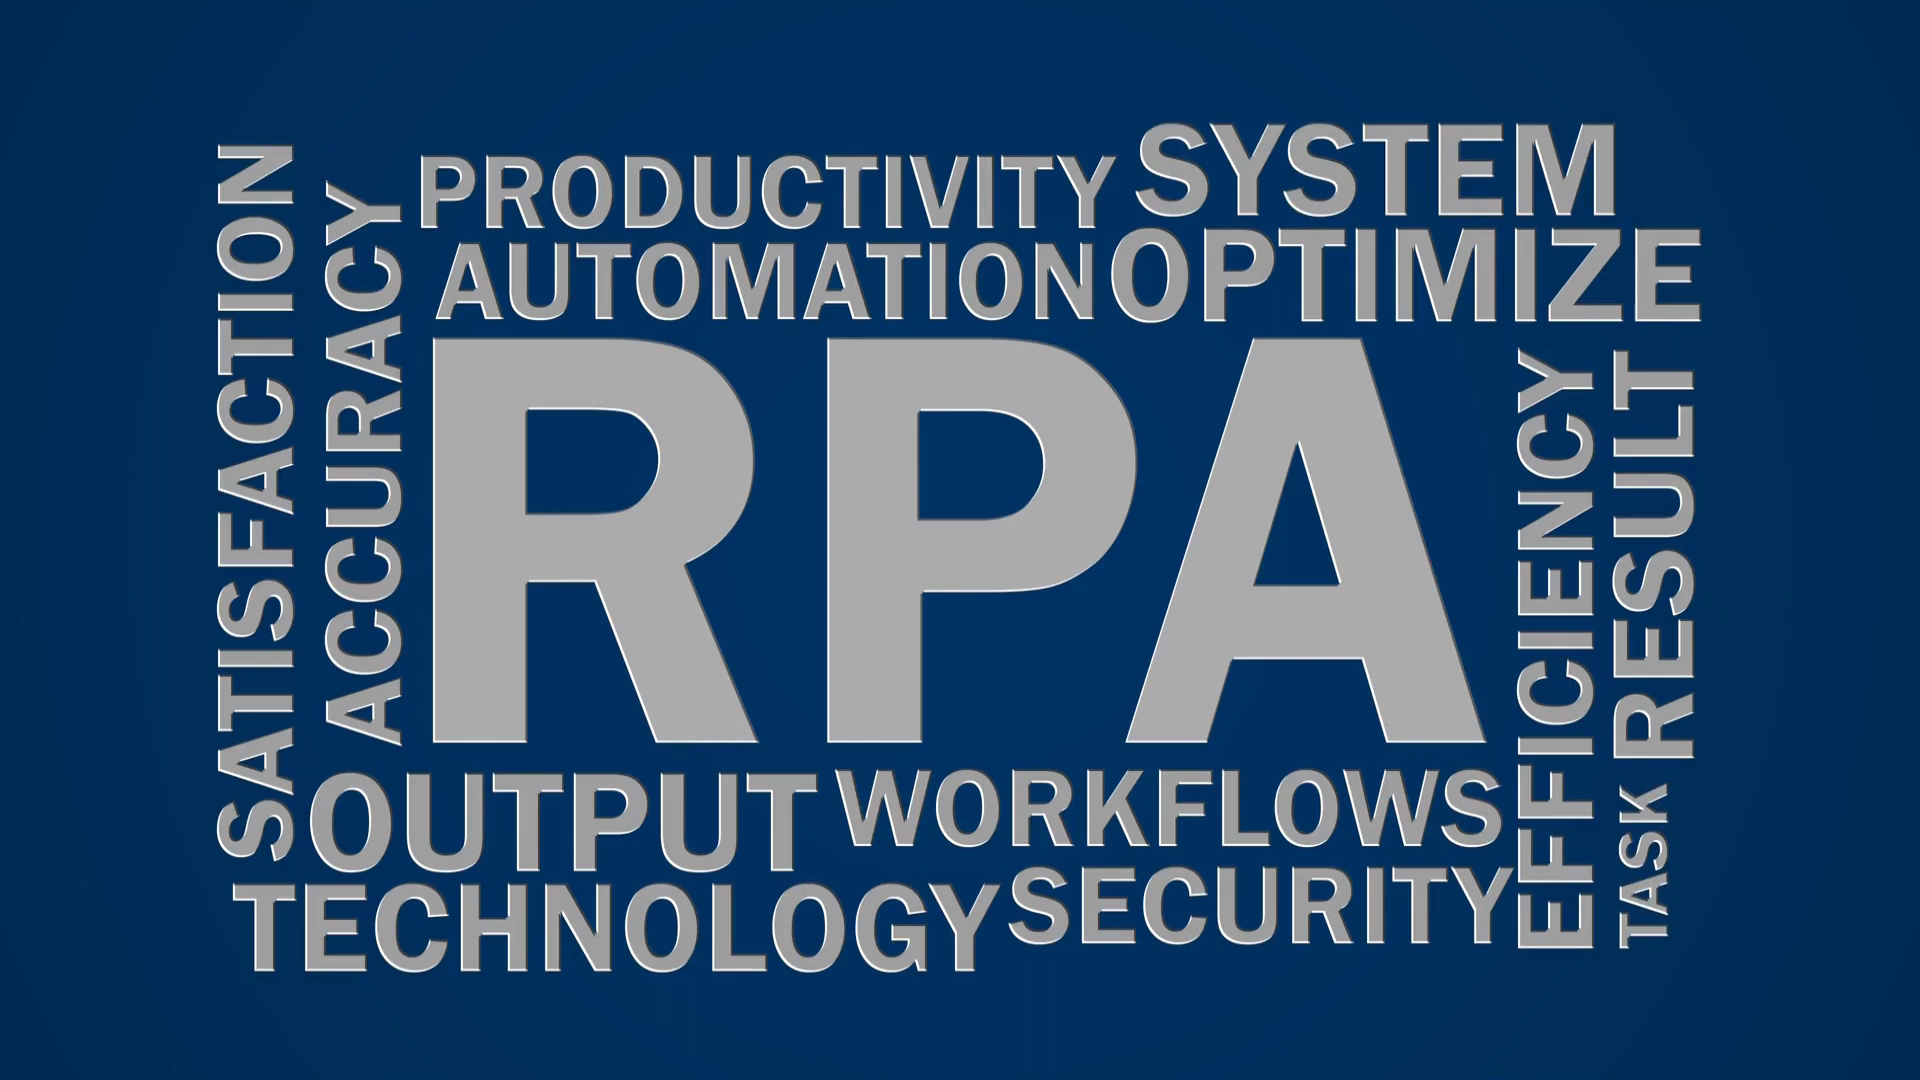 SATISFACTION
ACCURACY
PRODUCTIVITY
SYSTEM
AUTOMATION
OPTIMIZE
RPA
EFFICIENCY
RESULT
TASK
OUTPUT
WORKFLOWS
TECHNOLOGY
SECURITY